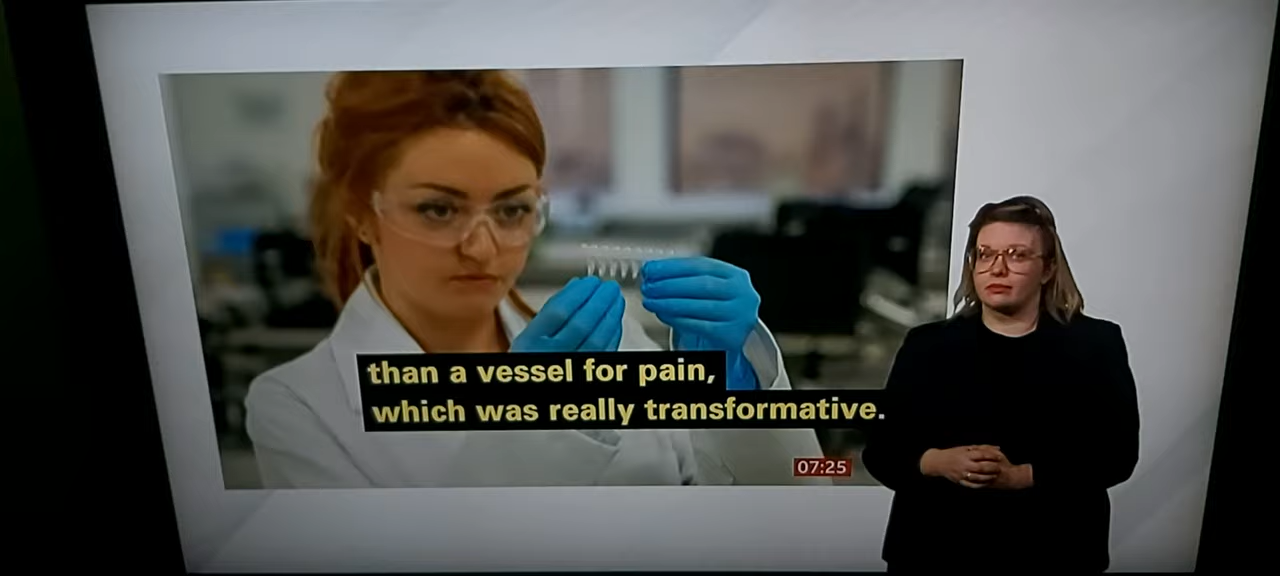 than a vessel for pain,
which was really transformative.
07:25